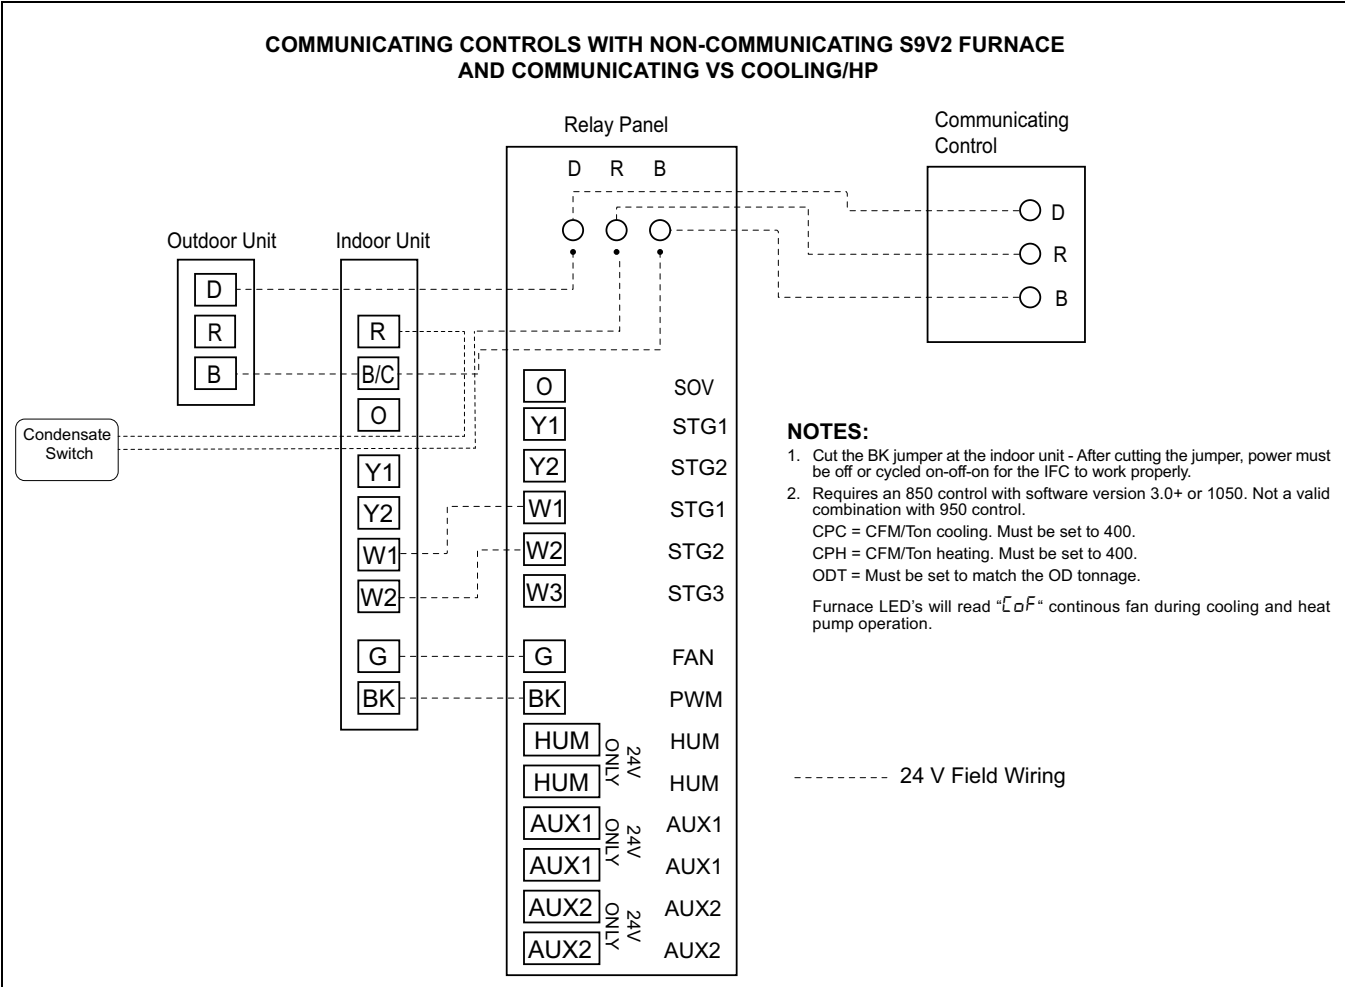 COMMUNICATING CONTROLS WITH NON-COMMUNICATING S9V2 FURNACE
AND COMMUNICATING VS COOLING/HP
Relay Panel
D R B
Communicating
Control
D
R
B
Outdoor Unit
D
R
B
Indoor Unit
R
B/C
O
Y1
Y2
W1
W2
G
BK
Condensate
Switch
O SOV
Y1 STG1
Y2 STG2
W1 STG1
W2 STG2
W3 STG3
G FAN
BK PWM
HUM HUM
HUM HUM
24V
ONLY
AUX1 AUX1
AUX1 AUX1
24V
ONLY
AUX2 AUX2
AUX2 AUX2
24V
ONLY
NOTES:
1. Cut the BK jumper at the indoor unit - After cutting the jumper, power must
be off or cycled on-off-on for the IFC to work properly.
2. Requires an 850 control with software version 3.0+ or 1050. Not a valid
combination with 950 control.
CPC = CFM/Ton cooling. Must be set to 400.
CPH = CFM/Ton heating. Must be set to 400.
ODT = Must be set to match the OD tonnage.
Furnace LED's will read “CoF“ continous fan during cooling and heat
pump operation.
24 V Field Wiring